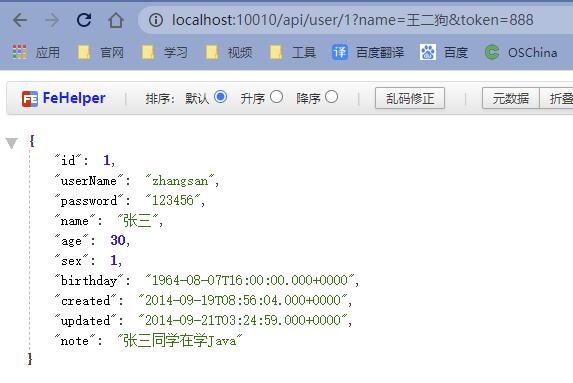 localhost:10010/api/user/1?name=王二狗&token=888
应用 官网 学习 视频 工具 译 百度翻译 百度 C OSChina
FE FeHelper 排序: 默认 升序 降序 乱码修正 元数据 折叠
{
"id": 1,
"userName": "zhangsan",
"password": "123456",
"name": "张三",
"age": 30,
"sex": 1,
"birthday": "1964-08-07T16:00:00.000+0000",
"created": "2014-09-19T08:56:04.000+0000",
"updated": "2014-09-21T03:24:59.000+0000",
"note": "张三同学在学Java"
}